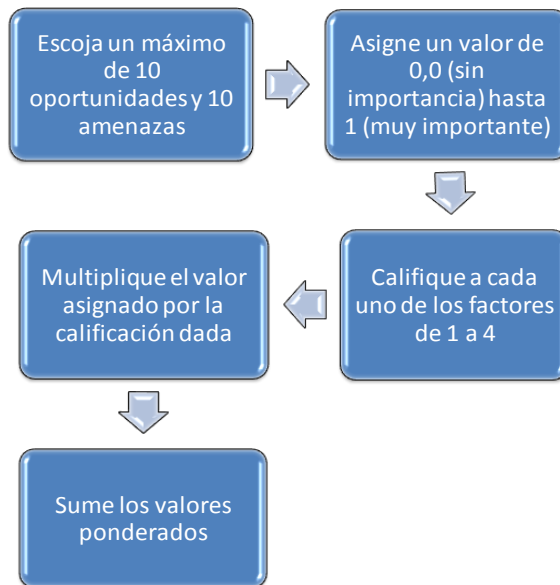 Escoja un máximo
de 10
oportunidades y 10
amenazas
Asigne un valor de
0,0 (sin
importancia) hasta
1 (muy importante)
Califique a cada
uno de los factores
de 1 a 4
Multiplique el valor
asignado por la
calificación dada
Sume los valores
ponderados